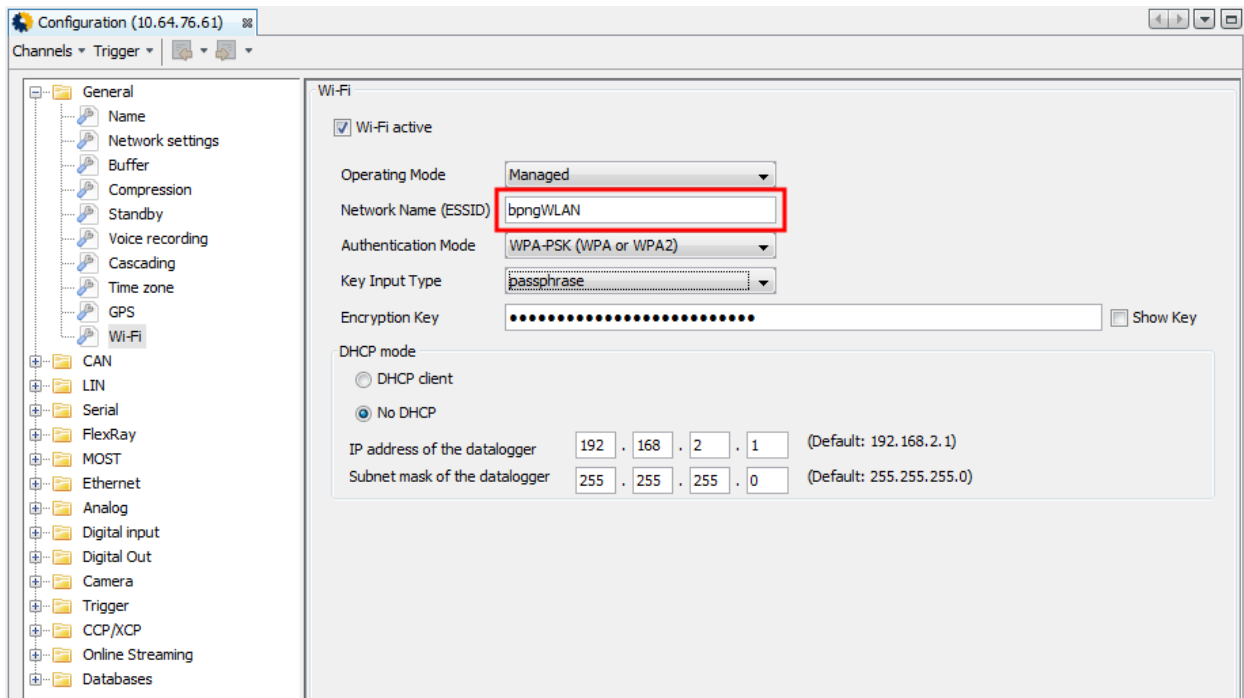 Configuration (10.64.76.61)
Channels Trigger
General
Name
Network settings
Buffer
Compression
Standby
Voice recording
Cascading
Time zone
GPS
Wi-Fi
CAN
LIN
Serial
FlexRay
MOST
Ethernet
Analog
Digital input
Digital Out
Camera
Trigger
CCP/XCP
Online Streaming
Databases
Wi-Fi
Wi-Fi active
Operating Mode Managed
Network Name (ESSID) bpngWLAN
Authentication Mode WPA-PSK (WPA or WPA2)
Key Input Type passphrase
Encryption Key •••••••••••••••••••••••••• Show Key
DHCP mode
DHCP client
No DHCP
IP address of the datalogger 192 . 168 . 2 . 1 (Default: 192.168.2.1)
Subnet mask of the datalogger 255 . 255 . 255 . 0 (Default: 255.255.255.0)